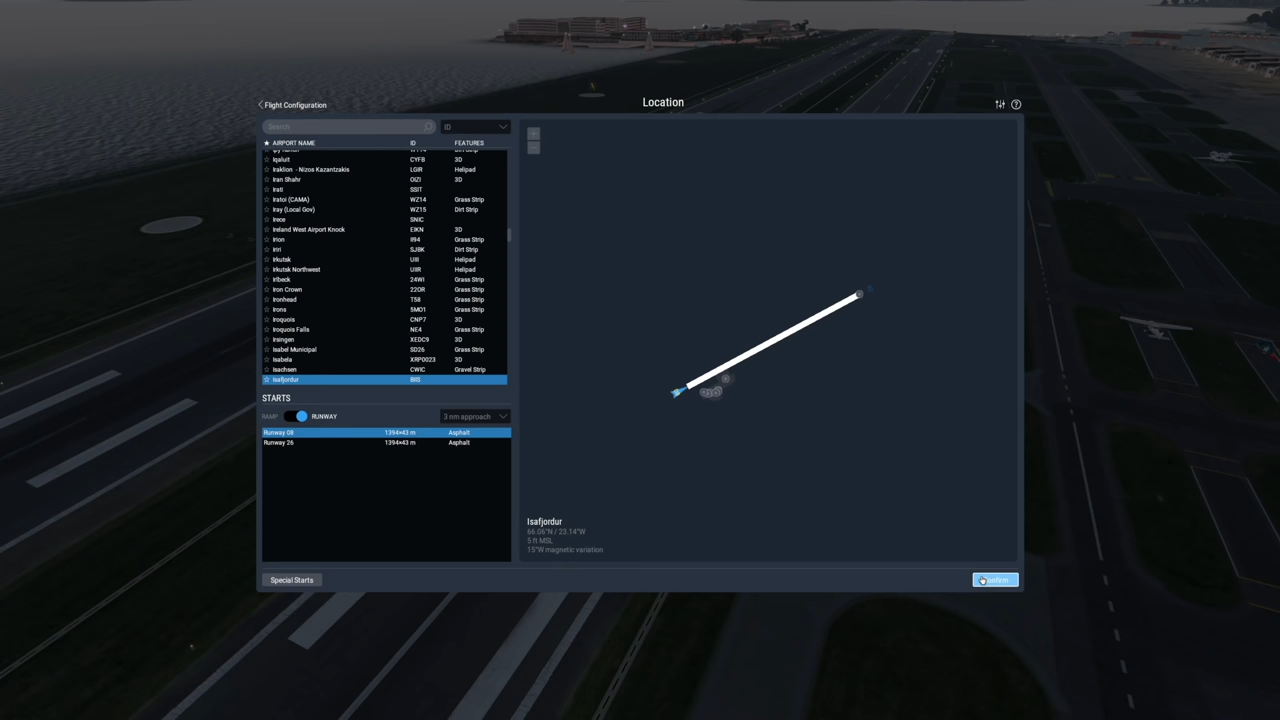 Flight Configuration
Location
Search
ID
AIRPORT NAME ID FEATURES
Iqaluit CYFB 3D
Iraklion - Nizos Kazantzakis LGIR Helipad
Iran Shahr OIZI 3D
Irati SSIT
Iratoi (CAMA) WZ14 Grass Strip
Iray (Local Gov) WZ15 Dirt Strip
Irece SNIC
Ireland West Airport Knock EIKN 3D
Irion II94 Grass Strip
Iriri SJBK Dirt Strip
Irkutsk UIII Helipad
Irkutsk Northwest UIIR Helipad
Irlbeck 24WI Grass Strip
Iron Crown 22OR Grass Strip
Ironhead T58 Grass Strip
Irons 5MO1 Grass Strip
Iroquois CNP7 3D
Iroquois Falls NE4 Grass Strip
Irsingen XEDC9 3D
Isabel Municipal SD26 Grass Strip
Isabela XRP0023 3D
Isachsen CWIC Gravel Strip
Isafjordur BIIS
STARTS
RAMP RUNWAY 3 nm approach
Runway 08 1394×43 m Asphalt
Runway 26 1394×43 m Asphalt
Isafjordur
66.06°N / 23.14°W
5 ft MSL
15°W magnetic variation
Special Starts
Confirm